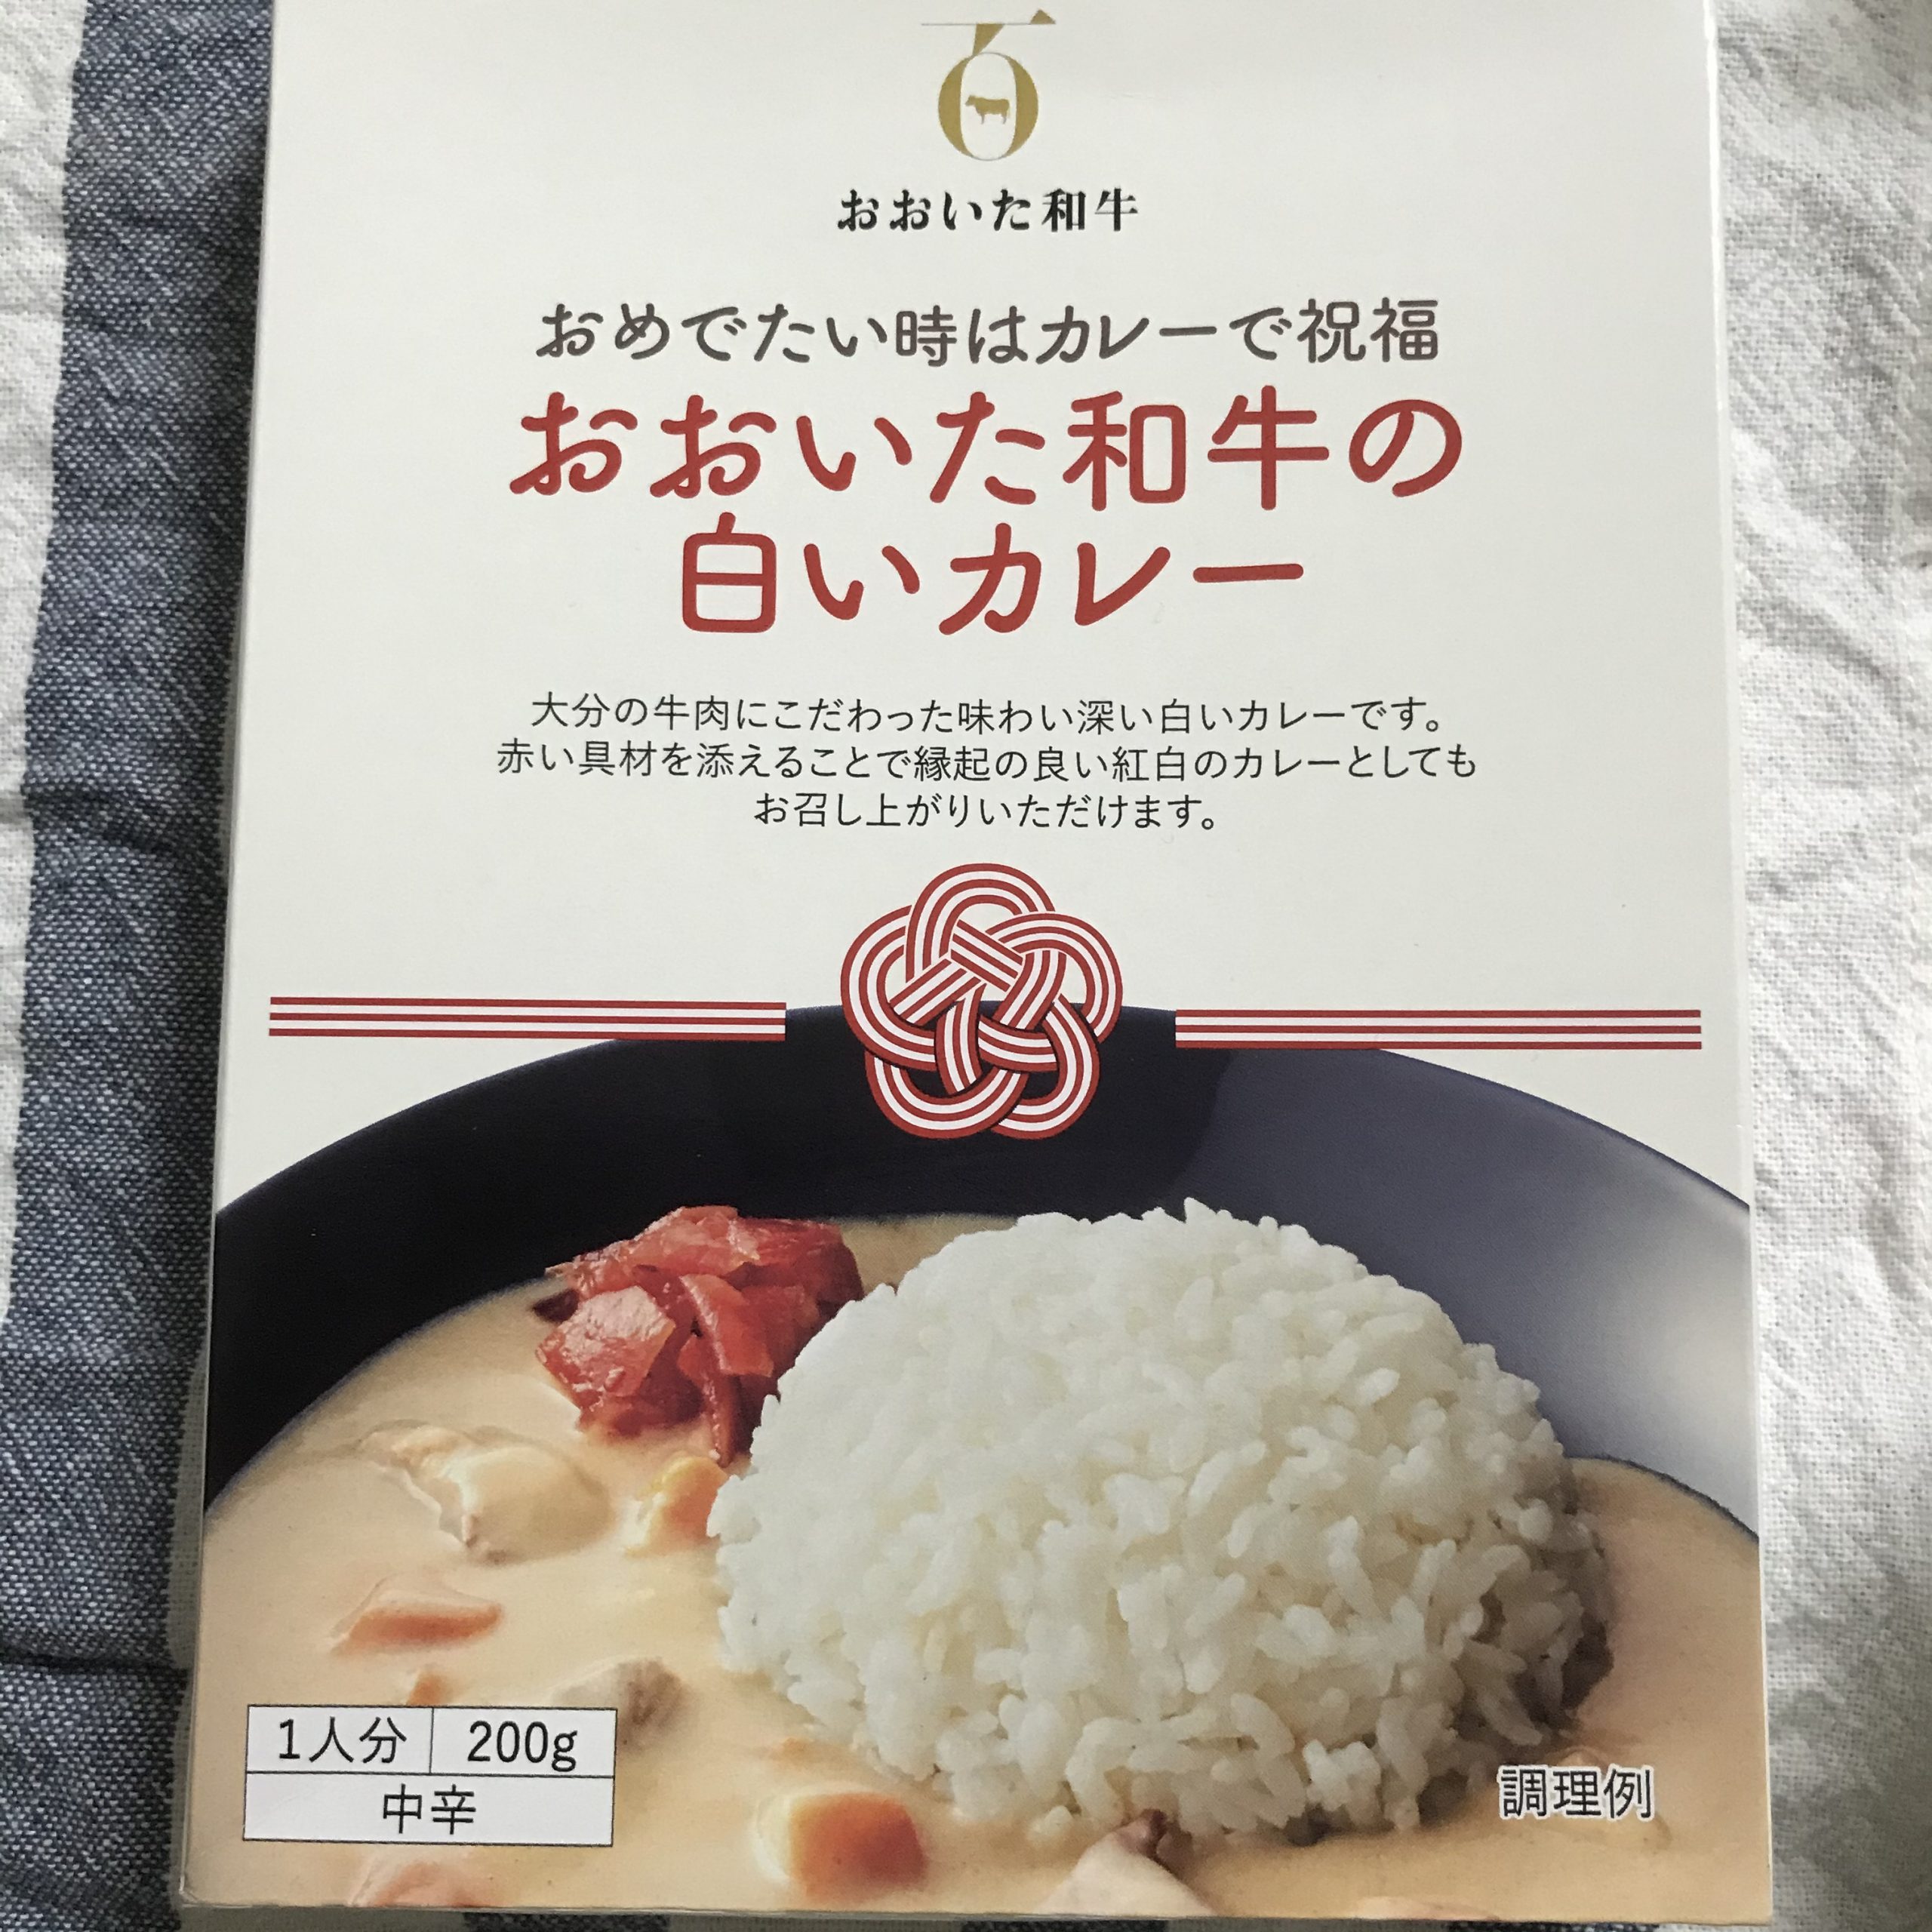 百
おおいた和牛
おめでたい時はカレーで祝福
おおいた和牛の
白いカレー
大分の牛肉にこだわった味わい深い白いカレーです。
赤い具材を添えることで縁起の良い紅白のカレーとしても
お召し上がりいただけます。
1人分 200g
中辛
調理例